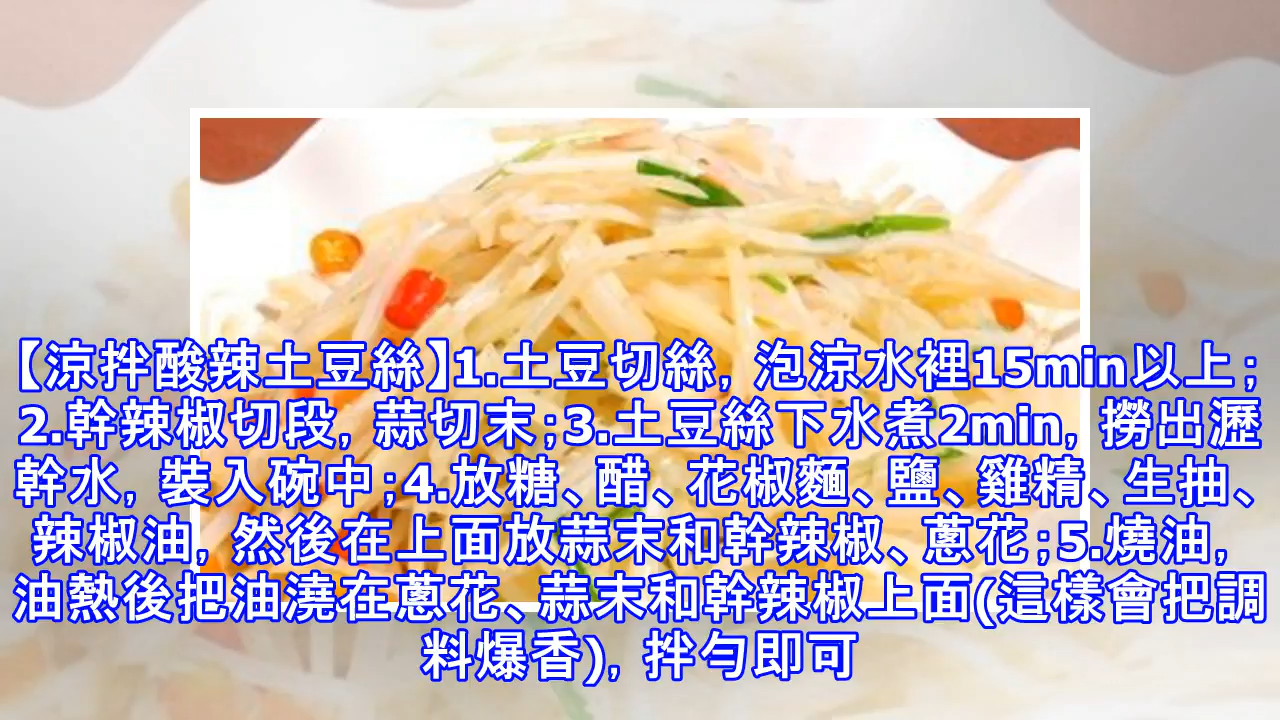 【涼拌酸辣土豆絲】1.土豆切絲, 泡涼水裡15min以上;
2.幹辣椒切段, 蒜切末;3.土豆絲下水煮2min, 撈出瀝
幹水, 裝入碗中;4.放糖、醋、花椒麵、鹽、雞精、生抽、
辣椒油, 然後在上面放蒜末和幹辣椒、蔥花;5.燒油,
油熱後把油澆在蔥花、蒜末和幹辣椒上面(這樣會把調
料爆香), 拌勻即可